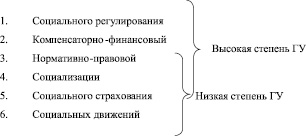 1. Социального регулирования
2. Компенсаторно-финансовый
3. Нормативно-правовой
4. Социализации
5. Социального страхования
6. Социальных движений
Высокая степень ГУ
Низкая степень ГУ